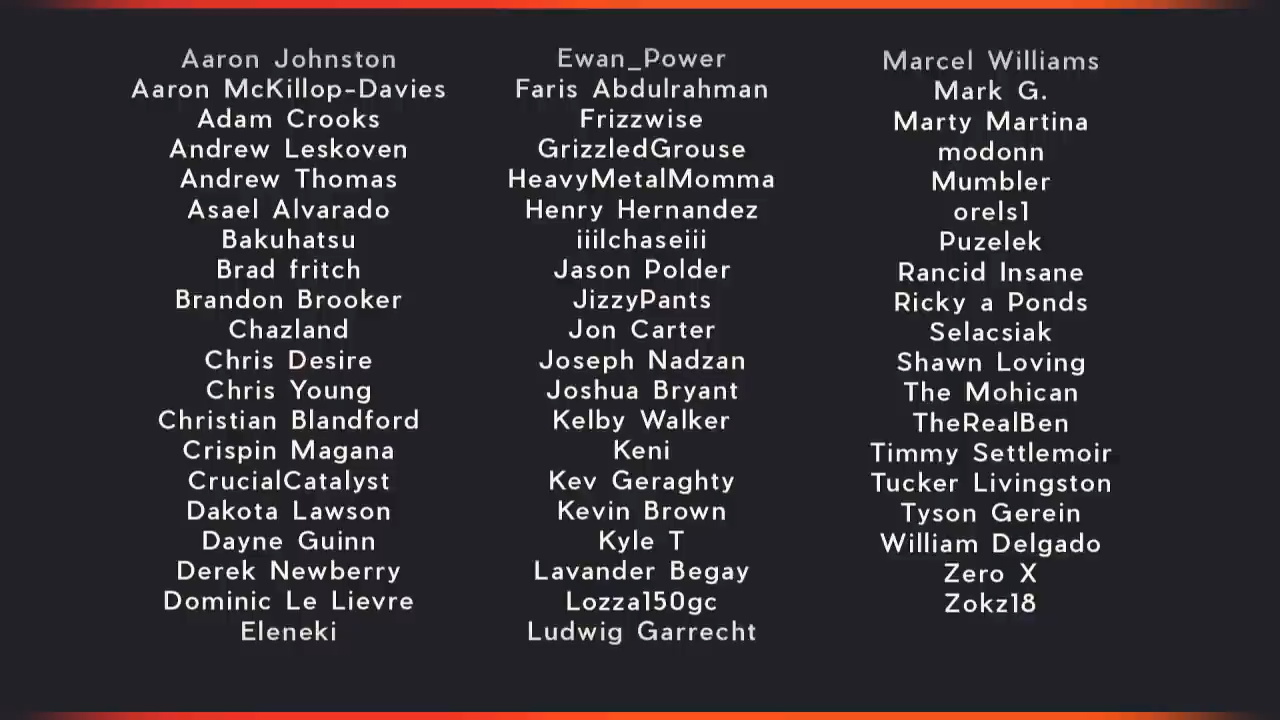 Aaron Johnston
Aaron McKillop-Davies
Adam Crooks
Andrew Leskoven
Andrew Thomas
Asael Alvarado
Bakuhatsu
Brad fritch
Brandon Brooker
Chazland
Chris Desire
Chris Young
Christian Blandford
Crispin Magana
CrucialCatalyst
Dakota Lawson
Dayne Guinn
Derek Newberry
Dominic Le Lievre
Eleneki
Ewan_Power
Faris Abdulrahman
Frizzwise
GrizzledGrouse
HeavyMetalMomma
Henry Hernandez
iiilchaseiii
Jason Polder
JizzyPants
Jon Carter
Joseph Nadzan
Joshua Bryant
Kelby Walker
Keni
Kev Geraghty
Kevin Brown
Kyle T
Lavander Begay
Lozza150gc
Ludwig Garrecht
Marcel Williams
Mark G.
Marty Martina
modonn
Mumbler
orels1
Puzelek
Rancid Insane
Ricky a Ponds
Selacsiak
Shawn Loving
The Mohican
TheRealBen
Timmy Settlemoir
Tucker Livingston
Tyson Gerein
William Delgado
Zero X
Zokz18